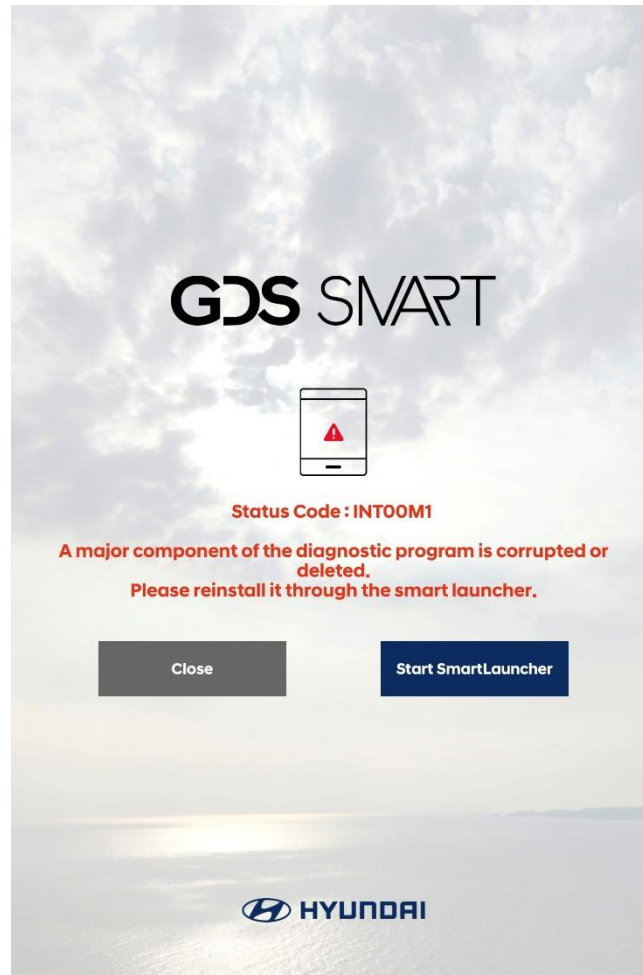 GDS SMART
Status Code : INT00M1
A major component of the diagnostic program is corrupted or
deleted.
Please reinstall it through the smart launcher.
Close Start SmartLauncher
HYUNDAI